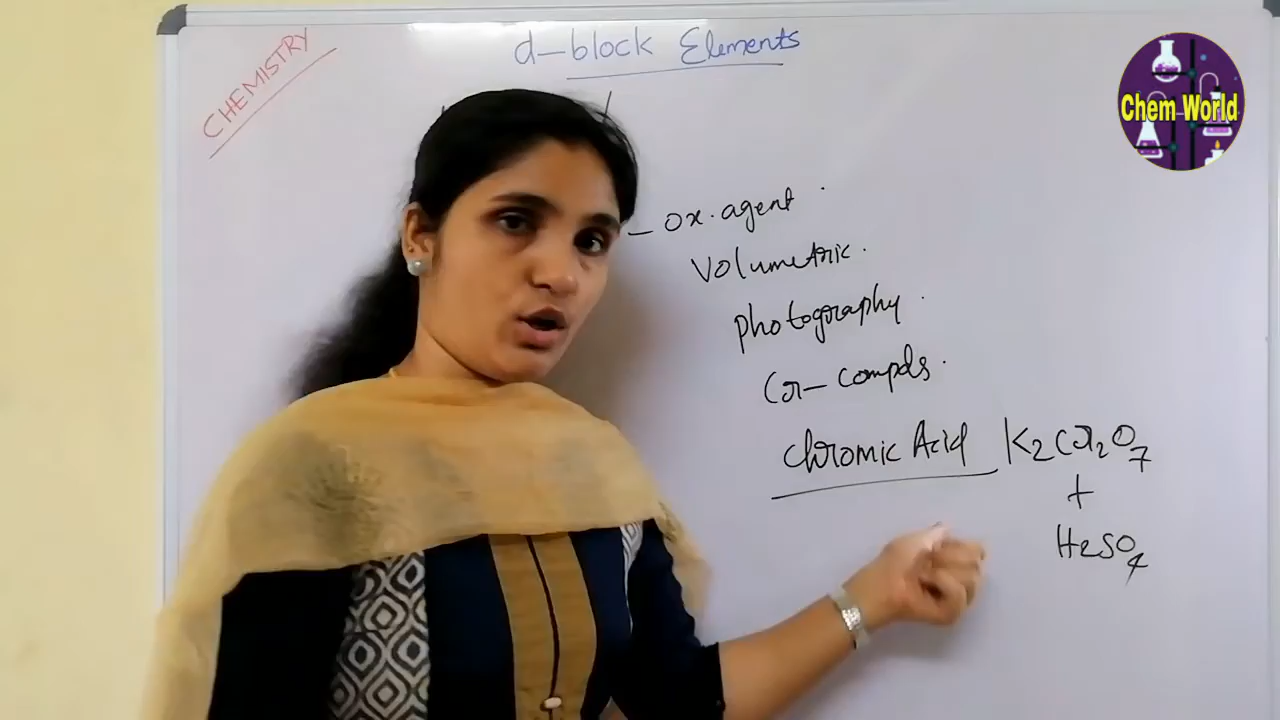 CHEMISTRY
d-block Elements
Chem World
- ox. agent
Volumetric.
photography.
Cr- compds.
Chromic Acid K2Cr2O7
+
H2SO4